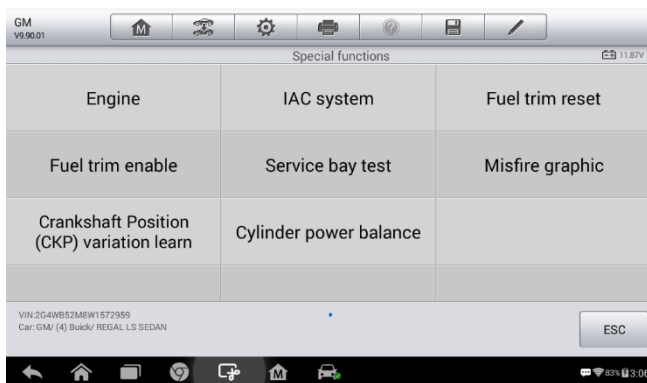 GM
V9.90.01
Special functions
11.87V
Engine
IAC system
Fuel trim reset
Fuel trim enable
Service bay test
Misfire graphic
Crankshaft Position
(CKP) variation learn
Cylinder power balance
VIN:2G4WB52M8W1572959
Car: GM/ (4) Buick/ REGAL LS SEDAN
ESC
83% 3:06